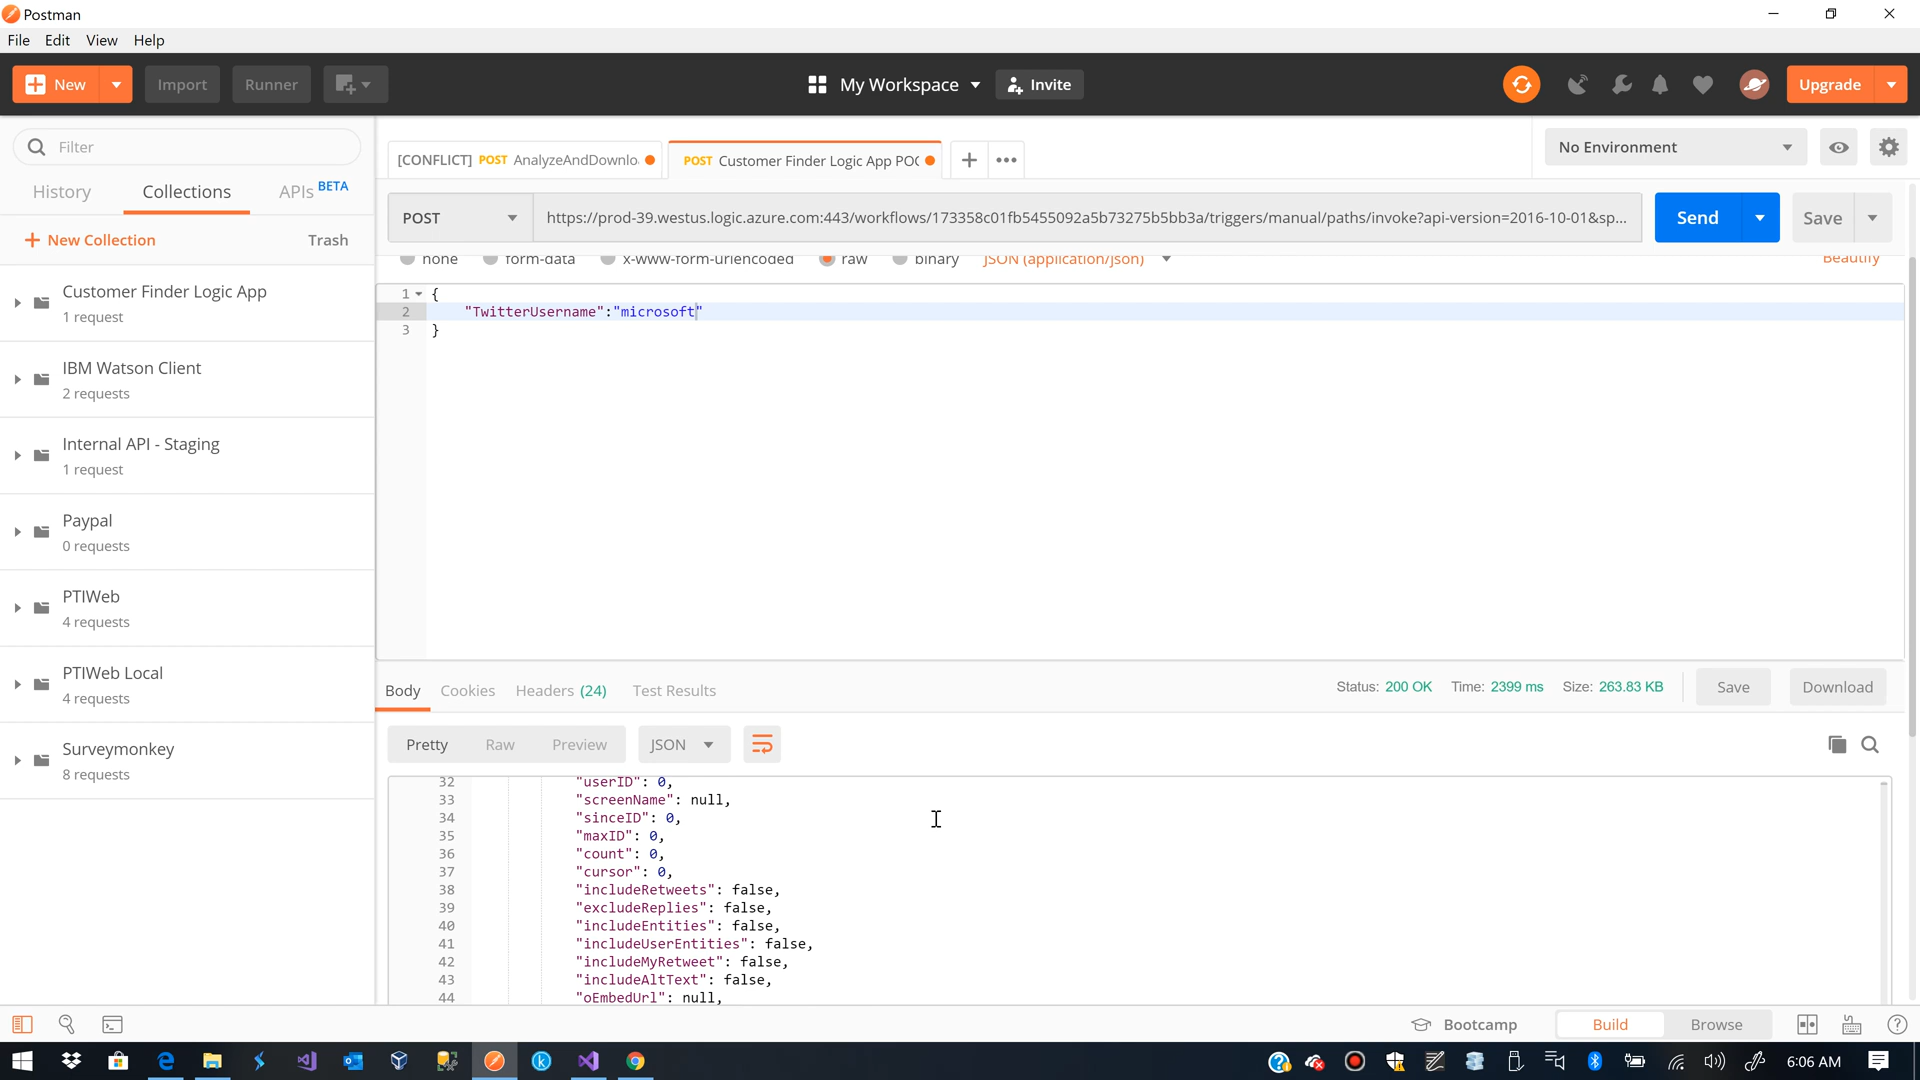 Postman
File Edit View Help
New Import Runner My Workspace Invite Upgrade
Filter
History Collections APIs BETA
New Collection Trash
Customer Finder Logic App
1 request
IBM Watson Client
2 requests
Internal API - Staging
1 request
Paypal
0 requests
PTIWeb
4 requests
PTIWeb Local
4 requests
Surveymonkey
8 requests
[CONFLICT] POST AnalyzeAndDownlo POST Customer Finder Logic App POC
No Environment
POST https://prod-39.westus.logic.azure.com:443/workflows/173358c01fb5455092a5b73275b5bb3a/triggers/manual/paths/invoke?api-version=2016-10-01&sp...
Send Save
none form-data x-www-form-urlencoded raw binary JSON (application/json) Beautify
1 {
2 "TwitterUsername":"microsoft"
3 }
Body Cookies Headers (24) Test Results
Status: 200 OK Time: 2399 ms Size: 263.83 KB Save Download
Pretty Raw Preview JSON
32 "userID": 0,
33 "screenName": null,
34 "sinceID": 0,
35 "maxID": 0,
36 "count": 0,
37 "cursor": 0,
38 "includeRetweets": false,
39 "excludeReplies": false,
40 "includeEntities": false,
41 "includeUserEntities": false,
42 "includeMyRetweet": false,
43 "includeAltText": false,
44 "oEmbedUrl": null,
Bootcamp Build Browse
6:06 AM